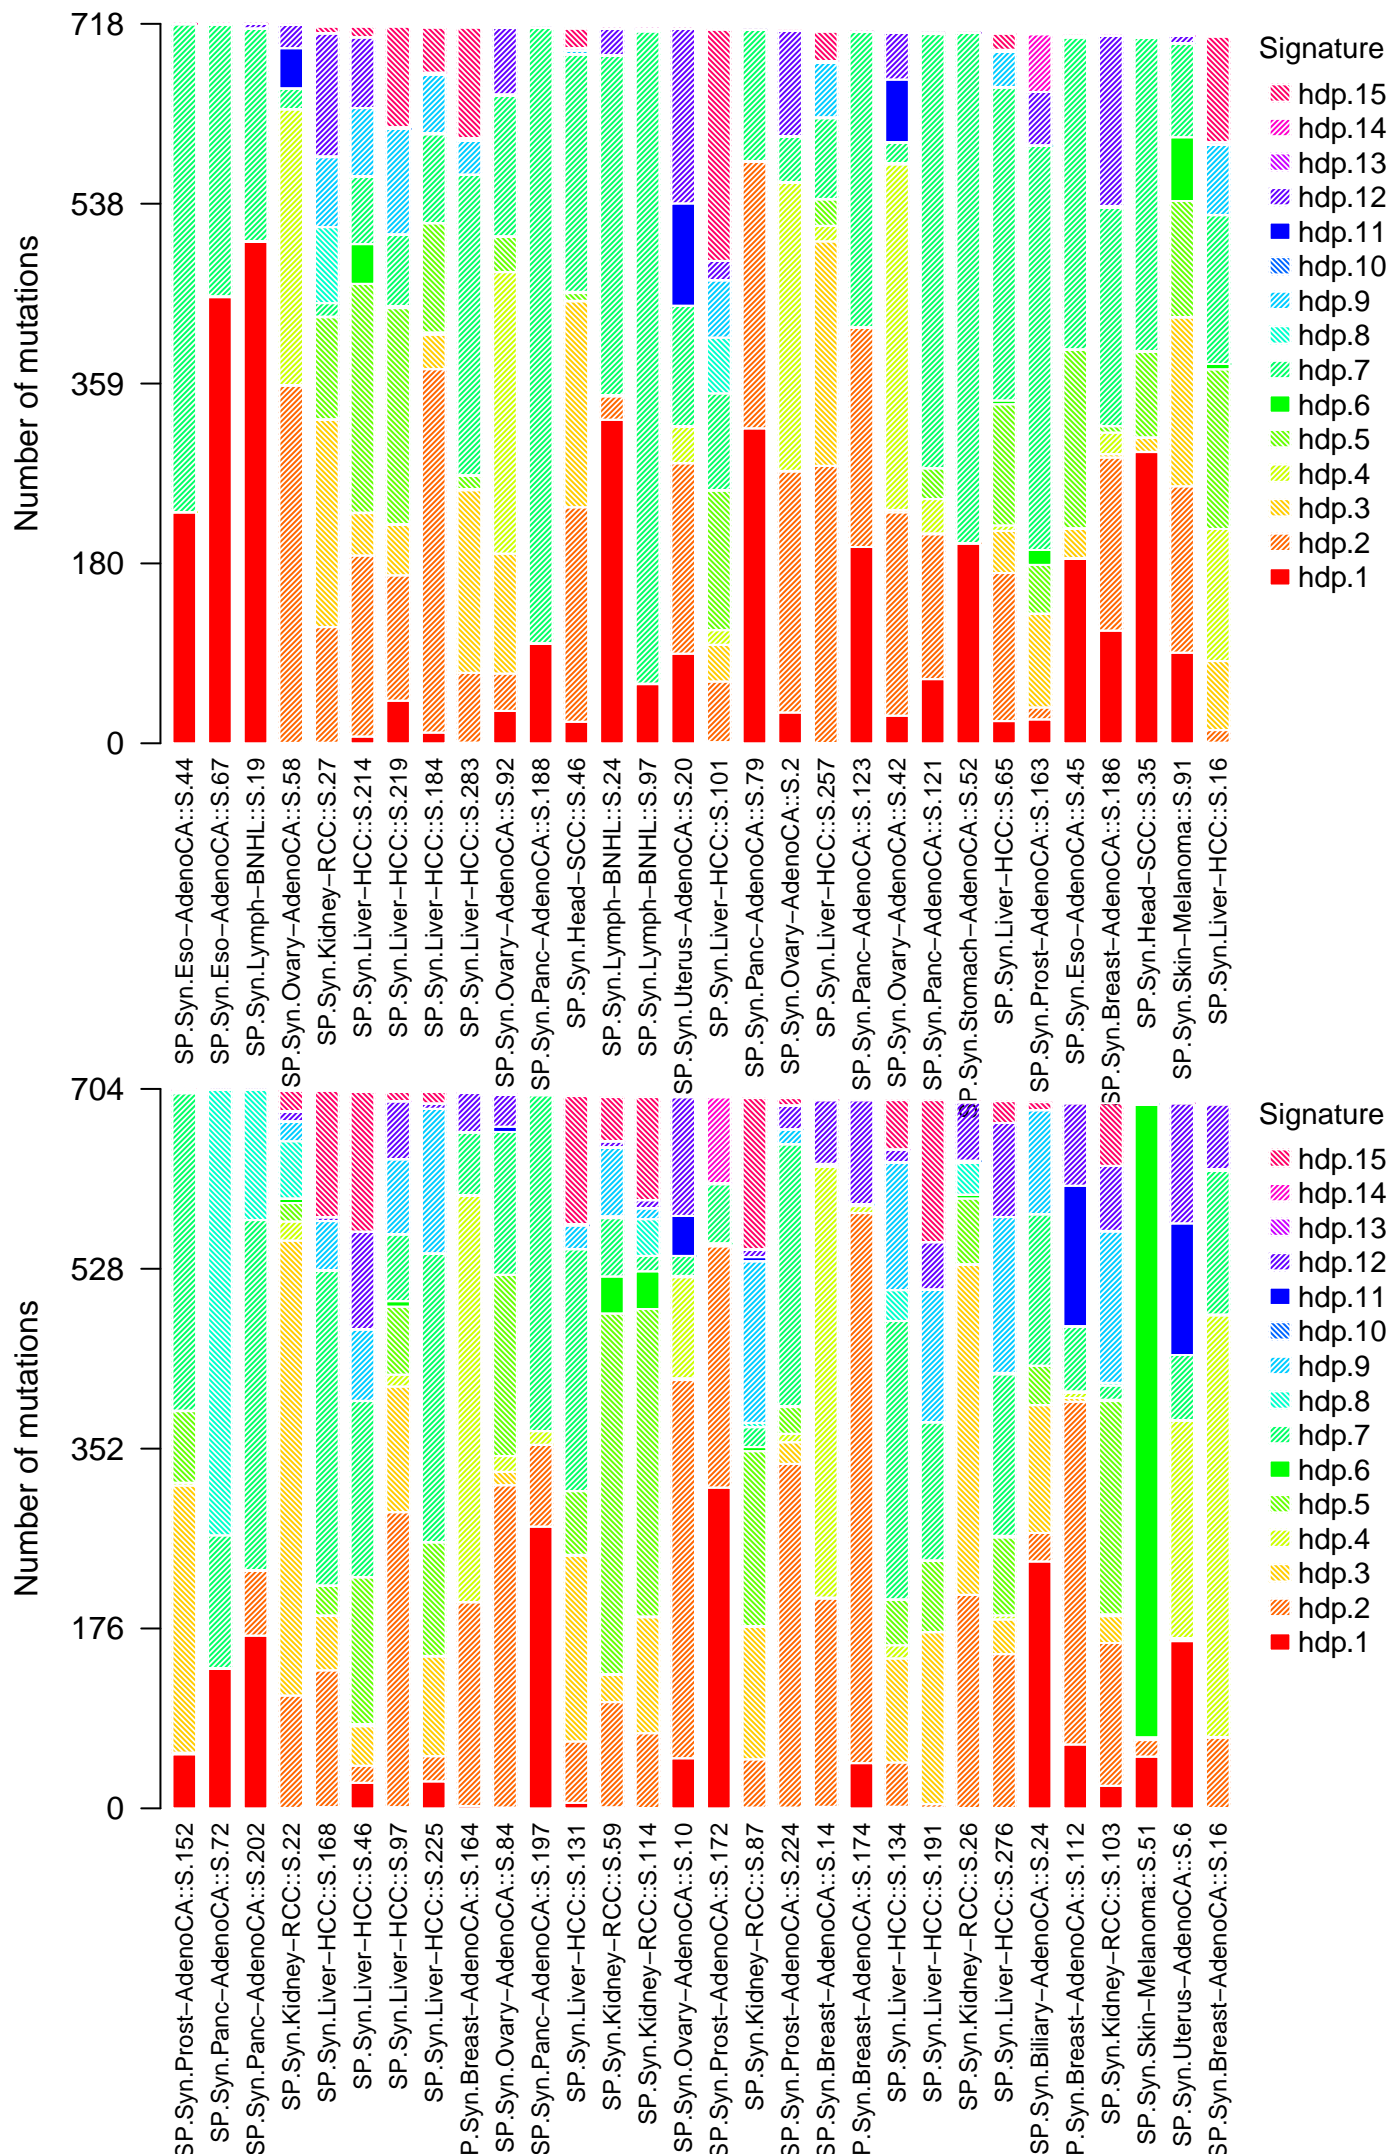 Number of mutations
718
538
359
180
0
Signature
hdp.15
hdp.14
hdp.13
hdp.12
hdp.11
hdp.10
hdp.9
hdp.8
hdp.7
hdp.6
hdp.5
hdp.4
hdp.3
hdp.2
hdp.1
SP.Syn.Eso−AdenoCA::S.44
SP.Syn.Eso−AdenoCA::S.67
SP.Syn.Lymph−BNHL::S.19
SP.Syn.Ovary−AdenoCA::S.58
SP.Syn.Kidney−RCC::S.27
SP.Syn.Liver−HCC::S.214
SP.Syn.Liver−HCC::S.219
SP.Syn.Liver−HCC::S.184
SP.Syn.Liver−HCC::S.283
SP.Syn.Ovary−AdenoCA::S.92
SP.Syn.Panc−AdenoCA::S.188
SP.Syn.Head−SCC::S.46
SP.Syn.Lymph−BNHL::S.24
SP.Syn.Lymph−BNHL::S.97
SP.Syn.Uterus−AdenoCA::S.20
SP.Syn.Liver−HCC::S.101
SP.Syn.Panc−AdenoCA::S.79
SP.Syn.Ovary−AdenoCA::S.2
SP.Syn.Liver−HCC::S.257
SP.Syn.Panc−AdenoCA::S.123
SP.Syn.Ovary−AdenoCA::S.42
SP.Syn.Panc−AdenoCA::S.121
SP.Syn.Stomach−AdenoCA::S.52
SP.Syn.Liver−HCC::S.65
SP.Syn.Prost−AdenoCA::S.163
SP.Syn.Eso−AdenoCA::S.45
SP.Syn.Breast−AdenoCA::S.186
SP.Syn.Head−SCC::S.35
SP.Syn.Skin−Melanoma::S.91
SP.Syn.Liver−HCC::S.16
Number of mutations
704
528
352
176
0
Signature
hdp.15
hdp.14
hdp.13
hdp.12
hdp.11
hdp.10
hdp.9
hdp.8
hdp.7
hdp.6
hdp.5
hdp.4
hdp.3
hdp.2
hdp.1
SP.Syn.Prost−AdenoCA::S.152
SP.Syn.Panc−AdenoCA::S.72
SP.Syn.Panc−AdenoCA::S.202
SP.Syn.Kidney−RCC::S.22
SP.Syn.Liver−HCC::S.168
SP.Syn.Liver−HCC::S.46
SP.Syn.Liver−HCC::S.97
SP.Syn.Liver−HCC::S.225
SP.Syn.Breast−AdenoCA::S.164
SP.Syn.Ovary−AdenoCA::S.84
SP.Syn.Panc−AdenoCA::S.197
SP.Syn.Liver−HCC::S.131
SP.Syn.Kidney−RCC::S.59
SP.Syn.Kidney−RCC::S.114
SP.Syn.Ovary−AdenoCA::S.10
SP.Syn.Prost−AdenoCA::S.172
SP.Syn.Kidney−RCC::S.87
SP.Syn.Prost−AdenoCA::S.224
SP.Syn.Breast−AdenoCA::S.14
SP.Syn.Breast−AdenoCA::S.174
SP.Syn.Liver−HCC::S.134
SP.Syn.Liver−HCC::S.191
SP.Syn.Kidney−RCC::S.26
SP.Syn.Liver−HCC::S.276
SP.Syn.Biliary−AdenoCA::S.24
SP.Syn.Breast−AdenoCA::S.112
SP.Syn.Kidney−RCC::S.103
SP.Syn.Skin−Melanoma::S.51
SP.Syn.Uterus−AdenoCA::S.6
SP.Syn.Breast−AdenoCA::S.16